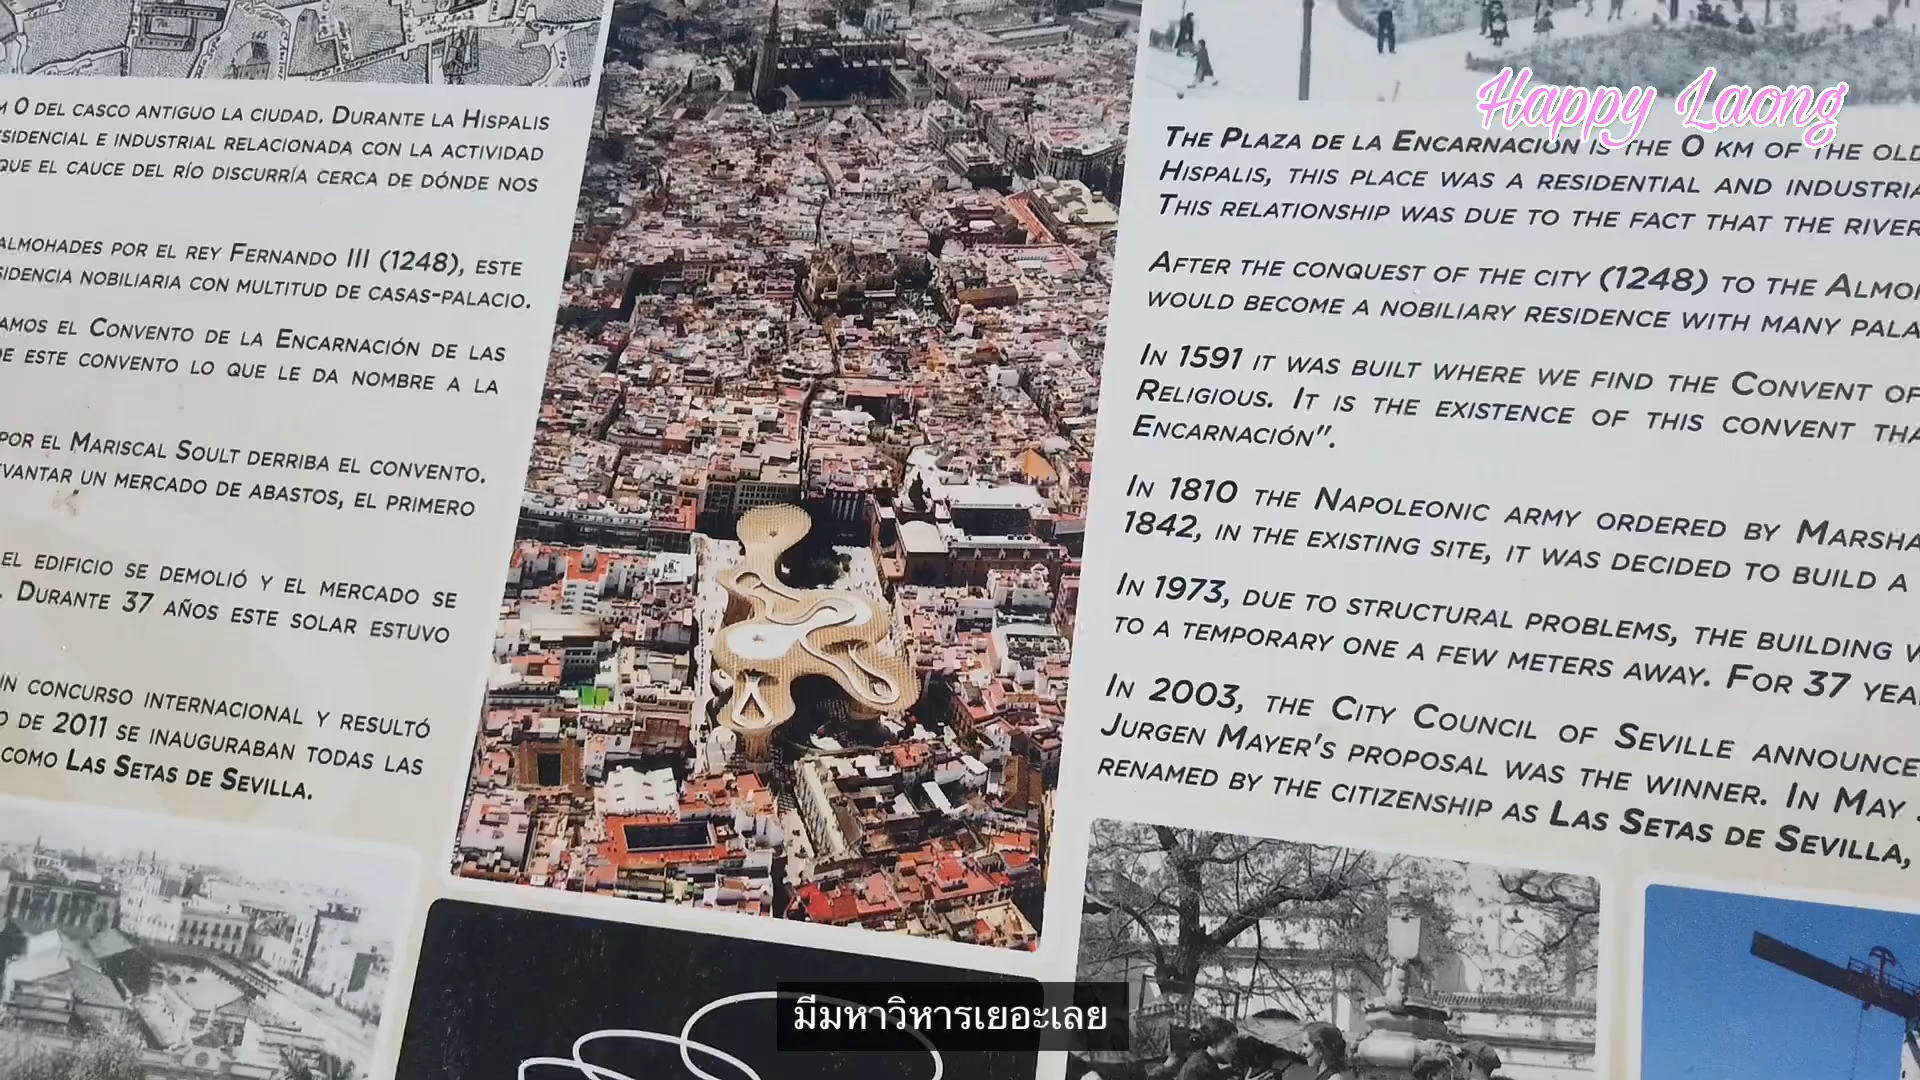 O DEL CASCO ANTIGUO LA CIUDAD. DURANTE LA HISPALIS
SIDENCIAL E INDUSTRIAL RELACIONADA CON LA ACTIVIDAD
QUE EL CAUCE DEL RÍO DISCURRÍA CERCA DE DÓNDE NOS
ALMOHADES POR EL REY FERNANDO III (1248), ESTE
SIDENCIA NOBILIARIA CON MULTITUD DE CASAS-PALACIO.
AMOS EL CONVENTO DE LA ENCARNACIÓN DE LAS
DE ESTE CONVENTO LO QUE LE DA NOMBRE A LA
POR EL MARISCAL SOULT DERRIBA EL CONVENTO.
VANTAR UN MERCADO DE ABASTOS, EL PRIMERO
EL EDIFICIO SE DEMOLIÓ Y EL MERCADO SE
. DURANTE 37 AÑOS ESTE SOLAR ESTUVO
CONCURSO INTERNACIONAL Y RESULTÓ
DE 2011 SE INAUGURABAN TODAS LAS
COMO LAS SETAS DE SEVILLA.
Happy Laong
THE PLAZA DE LA ENCARNACIÓN IS THE 0 KM OF THE OLD
HISPALIS, THIS PLACE WAS A RESIDENTIAL AND INDUSTRIA
THIS RELATIONSHIP WAS DUE TO THE FACT THAT THE RIVER
AFTER THE CONQUEST OF THE CITY (1248) TO THE ALMO
WOULD BECOME A NOBILIARY RESIDENCE WITH MANY PALA
IN 1591 IT WAS BUILT WHERE WE FIND THE CONVENT OF
RELIGIOUS. IT IS THE EXISTENCE OF THIS CONVENT THA
ENCARNACIÓN".
IN 1810 THE NAPOLEONIC ARMY ORDERED BY MARSHA
1842, IN THE EXISTING SITE, IT WAS DECIDED TO BUILD A
IN 1973, DUE TO STRUCTURAL PROBLEMS, THE BUILDING W
TO A TEMPORARY ONE A FEW METERS AWAY. FOR 37 YEA
IN 2003, THE CITY COUNCIL OF SEVILLE ANNOUNCE
JURGEN MAYER'S PROPOSAL WAS THE WINNER. IN MAY
RENAMED BY THE CITIZENSHIP AS LAS SETAS DE SEVILLA,
มีมหาวิหารเยอะเลย